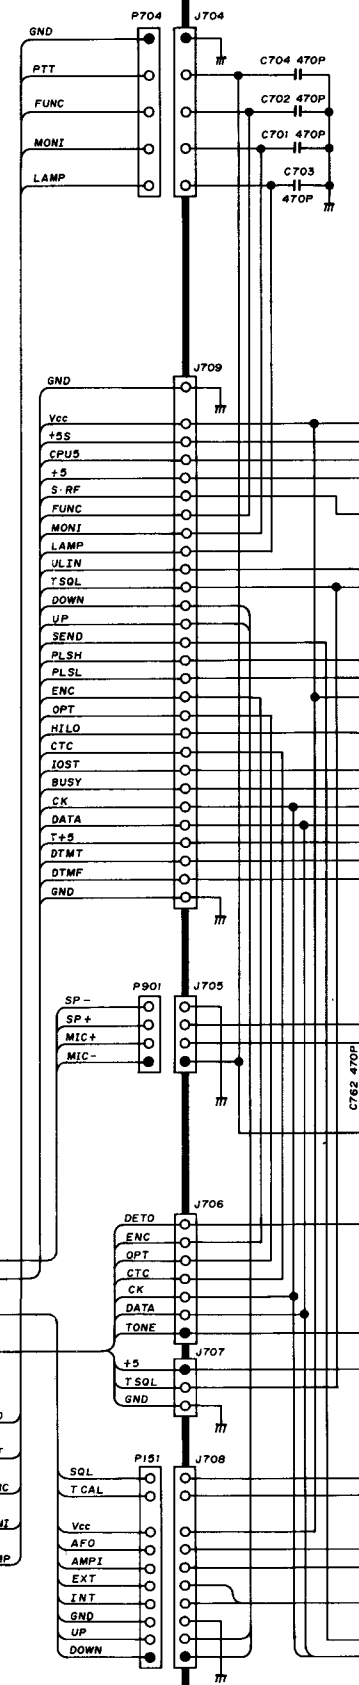 P704 J704
GND
PTT C704 470P
FUNC C702 470P
MONI C701 470P
LAMP C703
470P
J709
GND
Vcc
+5S
CPU5
+5
S·RF
FUNC
MONI
LAMP
ULIN
TSQL
DOWN
UP
SEND
PLSH
PLSL
ENC
OPT
HILO
CTC
IOST
BUSY
CK
DATA
T+5
DTMT
DTMF
GND
P901 J705
SP-
SP+
MIC+
MIC-
C762 470P
J706
DETO
ENC
OPT
CTC
CK
DATA
TONE
J707
+5
TSQL
GND
P151 J708
SQL
TCAL
Vcc
AFO
AMPI
EXT
INT
GND
UP
DOWN